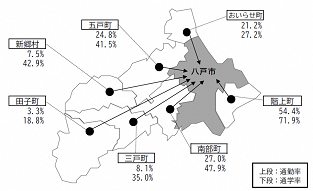 おいらせ町
21.2%
27.2%
五戸町
24.8%
41.5%
新郷村
7.5%
42.9%
八戸市
田子町
3.3%
18.8%
階上町
54.4%
71.9%
南部町
27.0%
47.9%
三戸町
8.1%
35.0%
上段：通勤率
下段：通学率